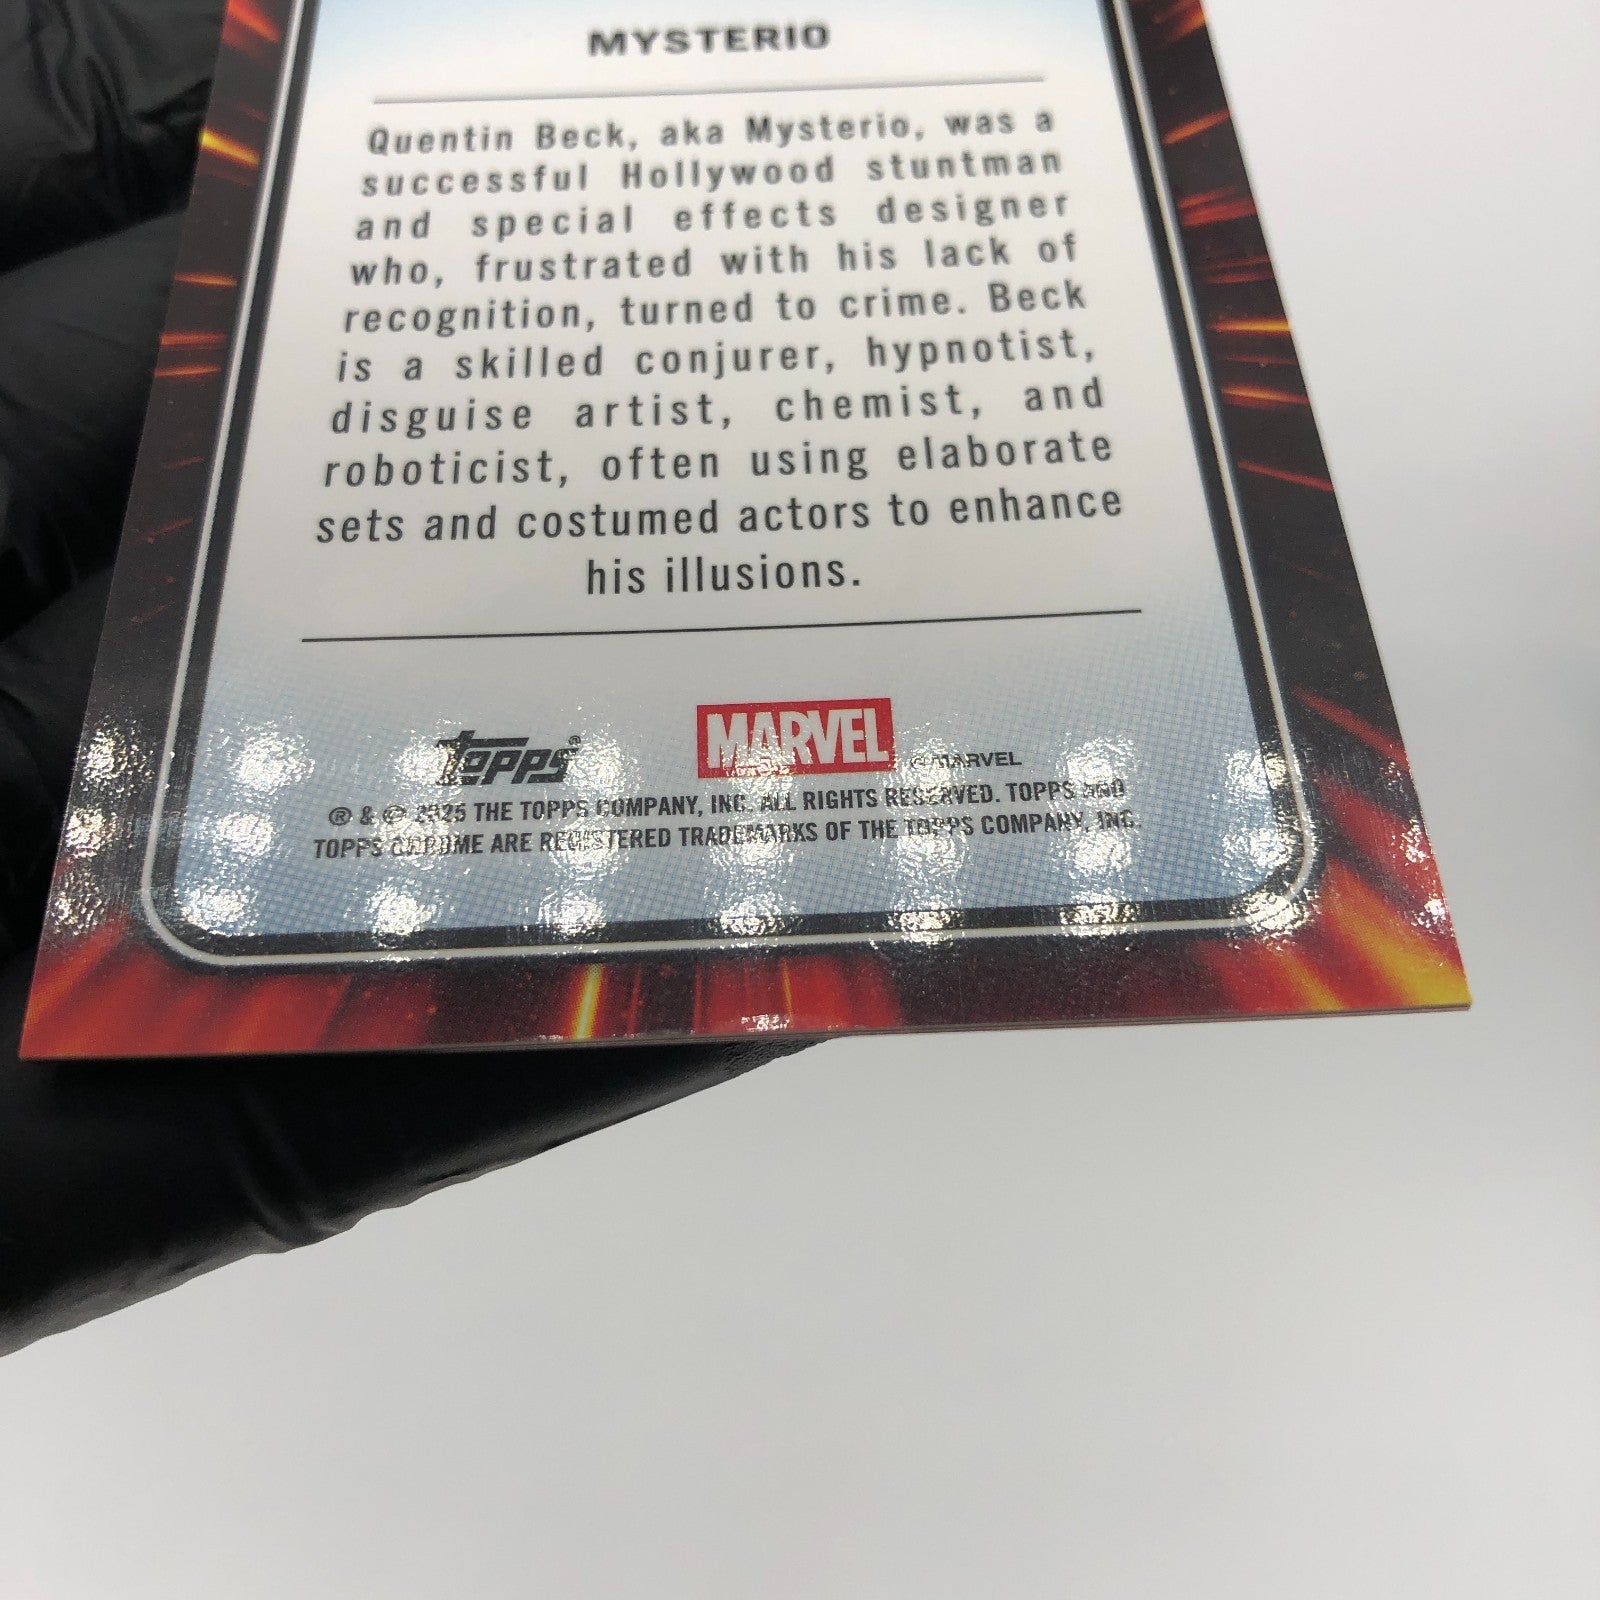 MYSTERIO
Quentin Beck, aka Mysterio, was a
successful Hollywood stuntman
and special effects designer
who, frustrated with his lack of
recognition, turned to crime. Beck
is a skilled conjurer, hypnotist,
disguise artist, chemist, and
roboticist, often using elaborate
sets and costumed actors to enhance
his illusions.
topps®
MARVEL
© MARVEL
® & © 2025 THE TOPPS COMPANY, INC. ALL RIGHTS RESERVED. TOPPS AND
TOPPS CHROME ARE REGISTERED TRADEMARKS OF THE TOPPS COMPANY, INC.